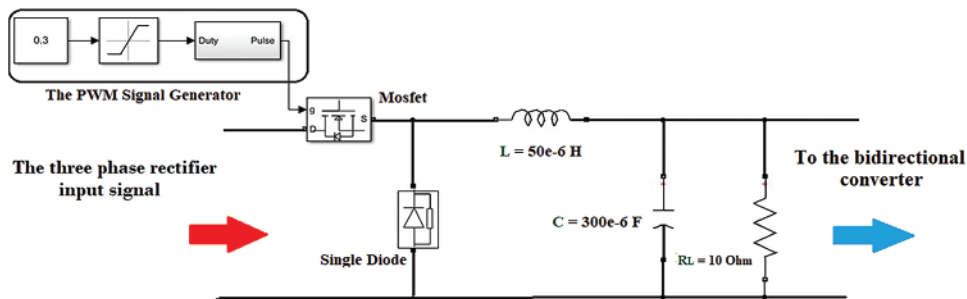 0.3
Duty
Pulse
The PWM Signal Generator
Mosfet
g
D
S
L = 50e-6 H
The three phase rectifier
input signal
To the bidirectional
converter
C = 300e-6 F
Single Diode
RL = 10 Ohm
+
+